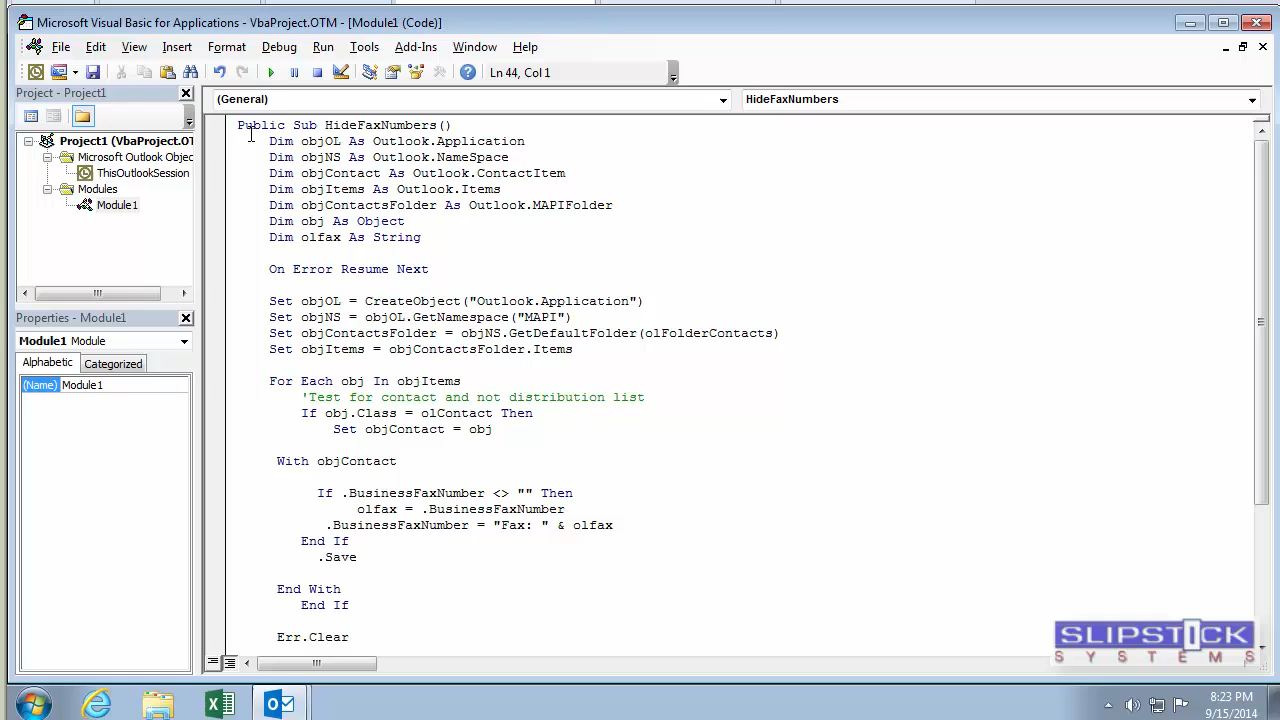 Microsoft Visual Basic for Applications - VbaProject.OTM - [Module1 (Code)]
File Edit View Insert Format Debug Run Tools Add-Ins Window Help
Ln 44, Col 1
Project - Project1
Project1 (VbaProject.OT
Microsoft Outlook Objec
ThisOutlookSession
Modules
Module1
Properties - Module1
Module1 Module
Alphabetic Categorized
(Name) Module1
(General) HideFaxNumbers
Public Sub HideFaxNumbers()
Dim objOL As Outlook.Application
Dim objNS As Outlook.NameSpace
Dim objContact As Outlook.ContactItem
Dim objItems As Outlook.Items
Dim objContactsFolder As Outlook.MAPIFolder
Dim obj As Object
Dim olfax As String
On Error Resume Next
Set objOL = CreateObject("Outlook.Application")
Set objNS = objOL.GetNamespace("MAPI")
Set objContactsFolder = objNS.GetDefaultFolder(olFolderContacts)
Set objItems = objContactsFolder.Items
For Each obj In objItems
'Test for contact and not distribution list
If obj.Class = olContact Then
Set objContact = obj
With objContact
If .BusinessFaxNumber <> "" Then
olfax = .BusinessFaxNumber
.BusinessFaxNumber = "Fax: " & olfax
End If
.Save
End With
End If
Err.Clear
SLIPSTICK
SYSTEMS
8:23 PM
9/15/2014